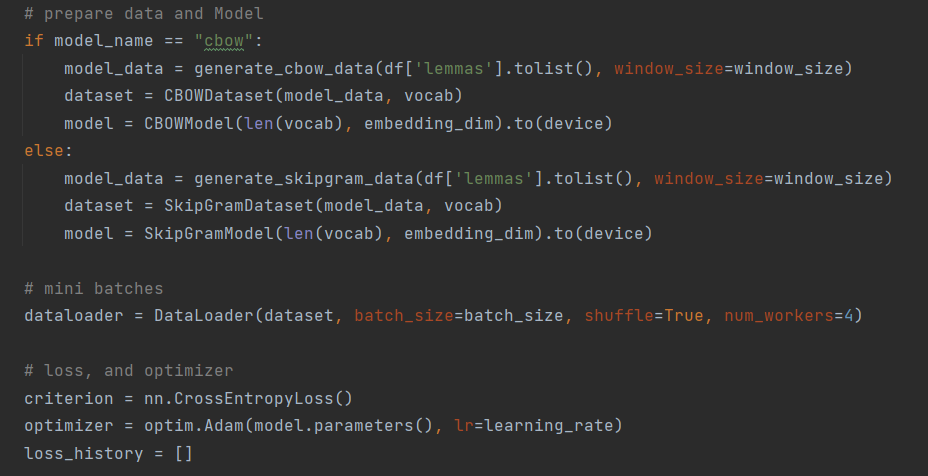 # prepare data and Model
if model_name == "cbow":
    model_data = generate_cbow_data(df['lemmas'].tolist(), window_size=window_size)
    dataset = CBOWDataset(model_data, vocab)
    model = CBOWModel(len(vocab), embedding_dim).to(device)
else:
    model_data = generate_skipgram_data(df['lemmas'].tolist(), window_size=window_size)
    dataset = SkipGramDataset(model_data, vocab)
    model = SkipGramModel(len(vocab), embedding_dim).to(device)

# mini batches
dataloader = DataLoader(dataset, batch_size=batch_size, shuffle=True, num_workers=4)

# loss, and optimizer
criterion = nn.CrossEntropyLoss()
optimizer = optim.Adam(model.parameters(), lr=learning_rate)
loss_history = []